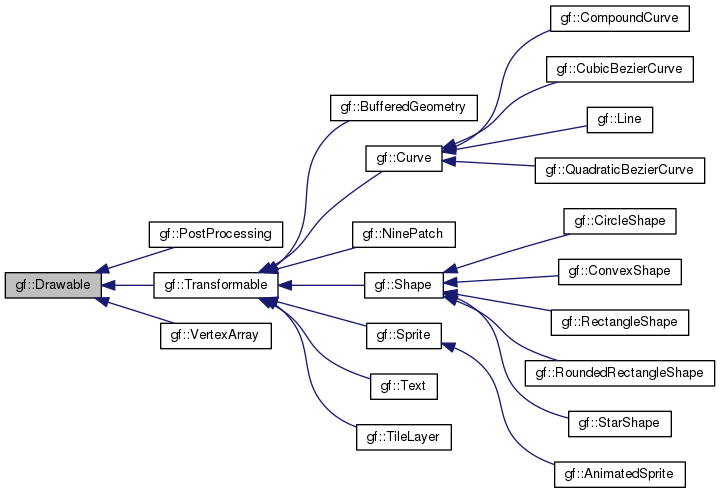 gf::CompoundCurve
gf::CubicBezierCurve
gf::BufferedGeometry
gf::Line
gf::Curve
gf::QuadraticBezierCurve
gf::PostProcessing
gf::NinePatch
gf::CircleShape
gf::ConvexShape
gf::Drawable
gf::Transformable
gf::Shape
gf::RectangleShape
gf::VertexArray
gf::Sprite
gf::RoundedRectangleShape
gf::Text
gf::StarShape
gf::TileLayer
gf::AnimatedSprite